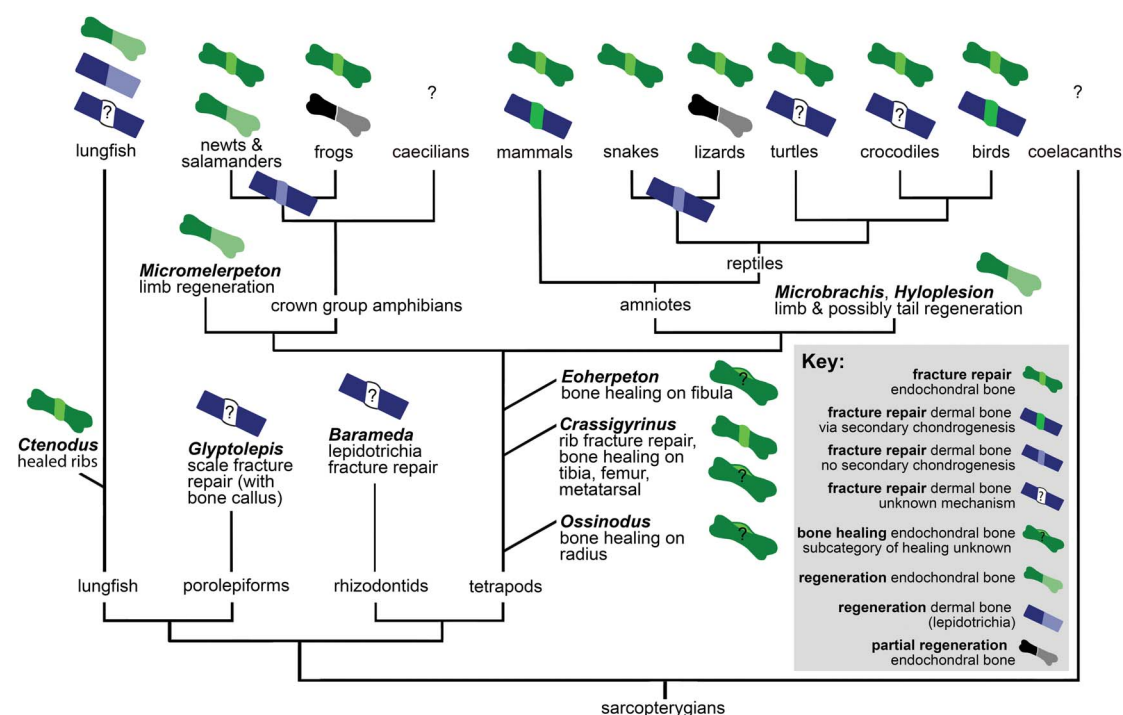 ?
?
?
?
?
lungfish
newts &
salamanders
frogs
caecilians
mammals
snakes
lizards
turtles
crocodiles
birds
coelacanths
reptiles
Micromelerpeton
limb regeneration
crown group amphibians
amniotes
Microbrachis, Hyloplesion
limb & possibly tail regeneration
Ctenodus
healed ribs
?
Glyptolepis
scale fracture
repair (with
bone callus)
?
Barameda
lepidotrichia
fracture repair
Eoherpeton
bone healing on fibula
?
Crassigyrinus
rib fracture repair,
bone healing on
tibia, femur,
metatarsal
?
Ossinodus
bone healing on
radius
?
Key:
fracture repair
endochondral bone
fracture repair dermal bone
via secondary chondrogenesis
fracture repair dermal bone
no secondary chondrogenesis
fracture repair dermal bone
unknown mechanism
?
bone healing endochondral bone
subcategory of healing unknown
?
regeneration endochondral bone
regeneration dermal bone
(lepidotrichia)
partial regeneration
endochondral bone
lungfish
porolepiforms
rhizodontids
tetrapods
sarcopterygians